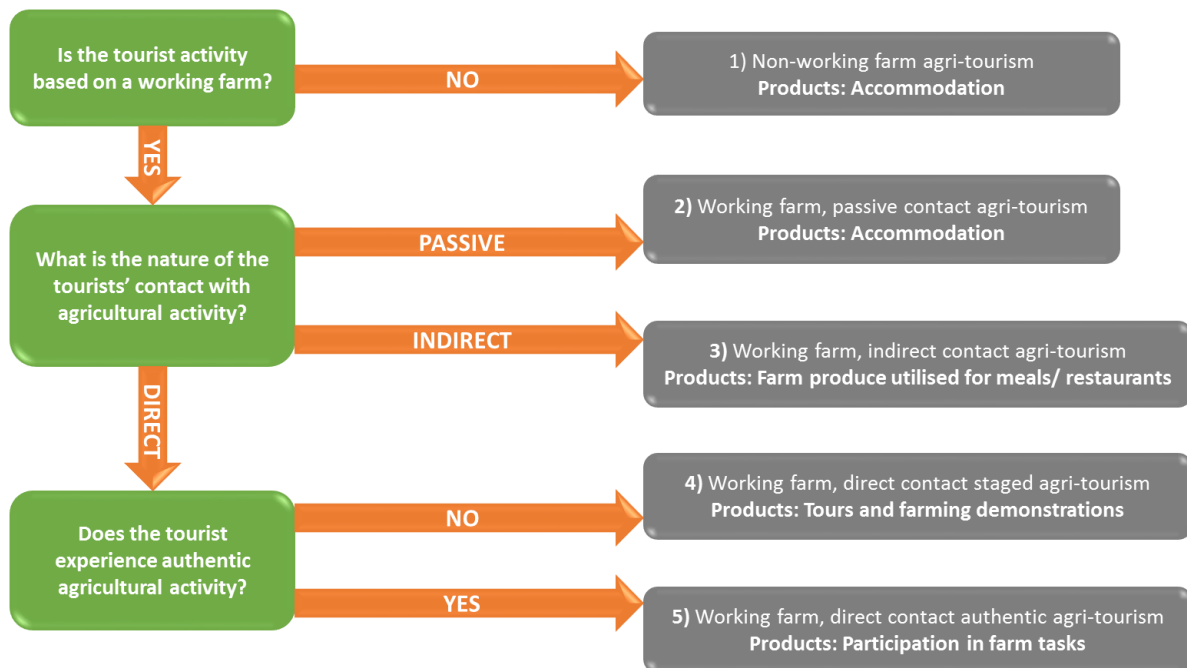 Is the tourist activity
based on a working farm?
NO
1) Non-working farm agri-tourism
Products: Accommodation
YES
What is the nature of the
tourists’ contact with
agricultural activity?
PASSIVE
2) Working farm, passive contact agri-tourism
Products: Accommodation
INDIRECT
3) Working farm, indirect contact agri-tourism
Products: Farm produce utilised for meals/ restaurants
DIRECT
Does the tourist
experience authentic
agricultural activity?
NO
4) Working farm, direct contact staged agri-tourism
Products: Tours and farming demonstrations
YES
5) Working farm, direct contact authentic agri-tourism
Products: Participation in farm tasks